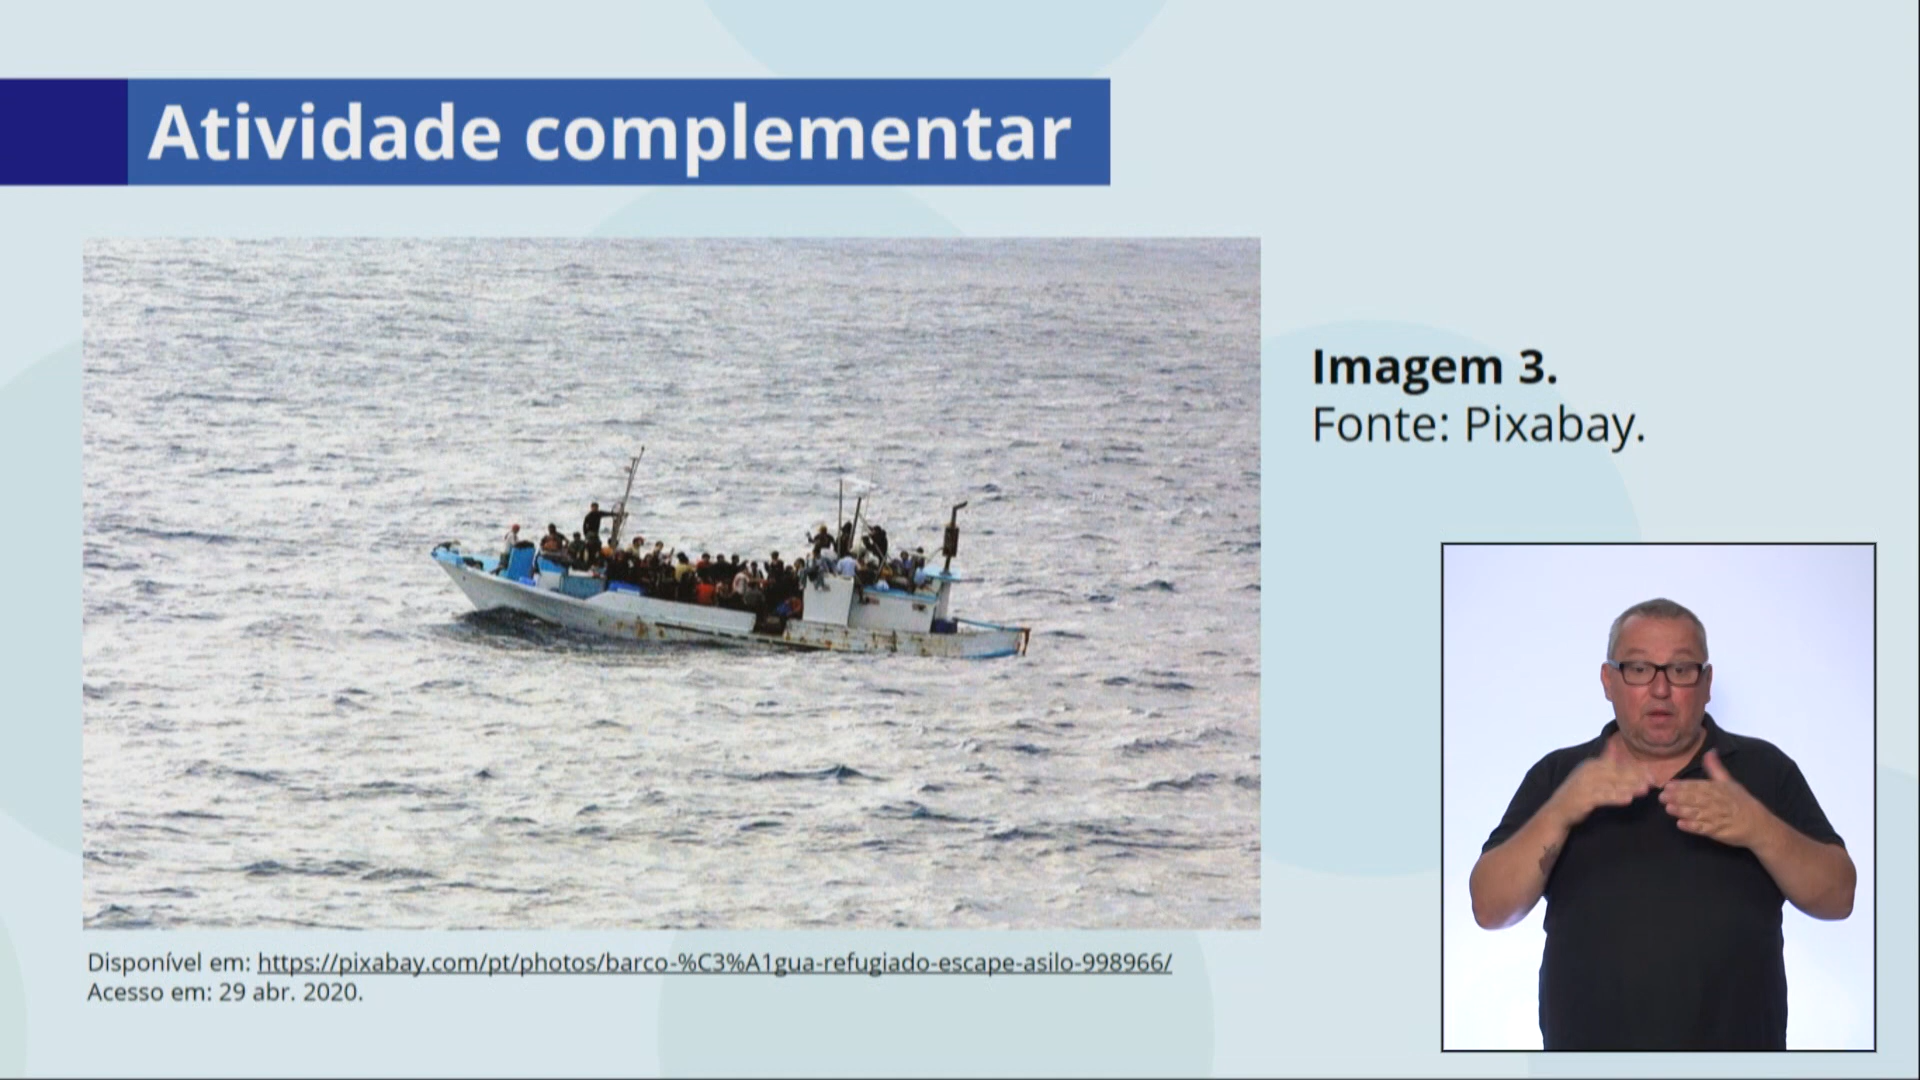 Atividade complementar
Imagem 3.
Fonte: Pixabay.
Disponível em: https://pixabay.com/pt/photos/barco-%C3%A1gua-refugiado-escape-asilo-998966/
Acesso em: 29 abr. 2020.